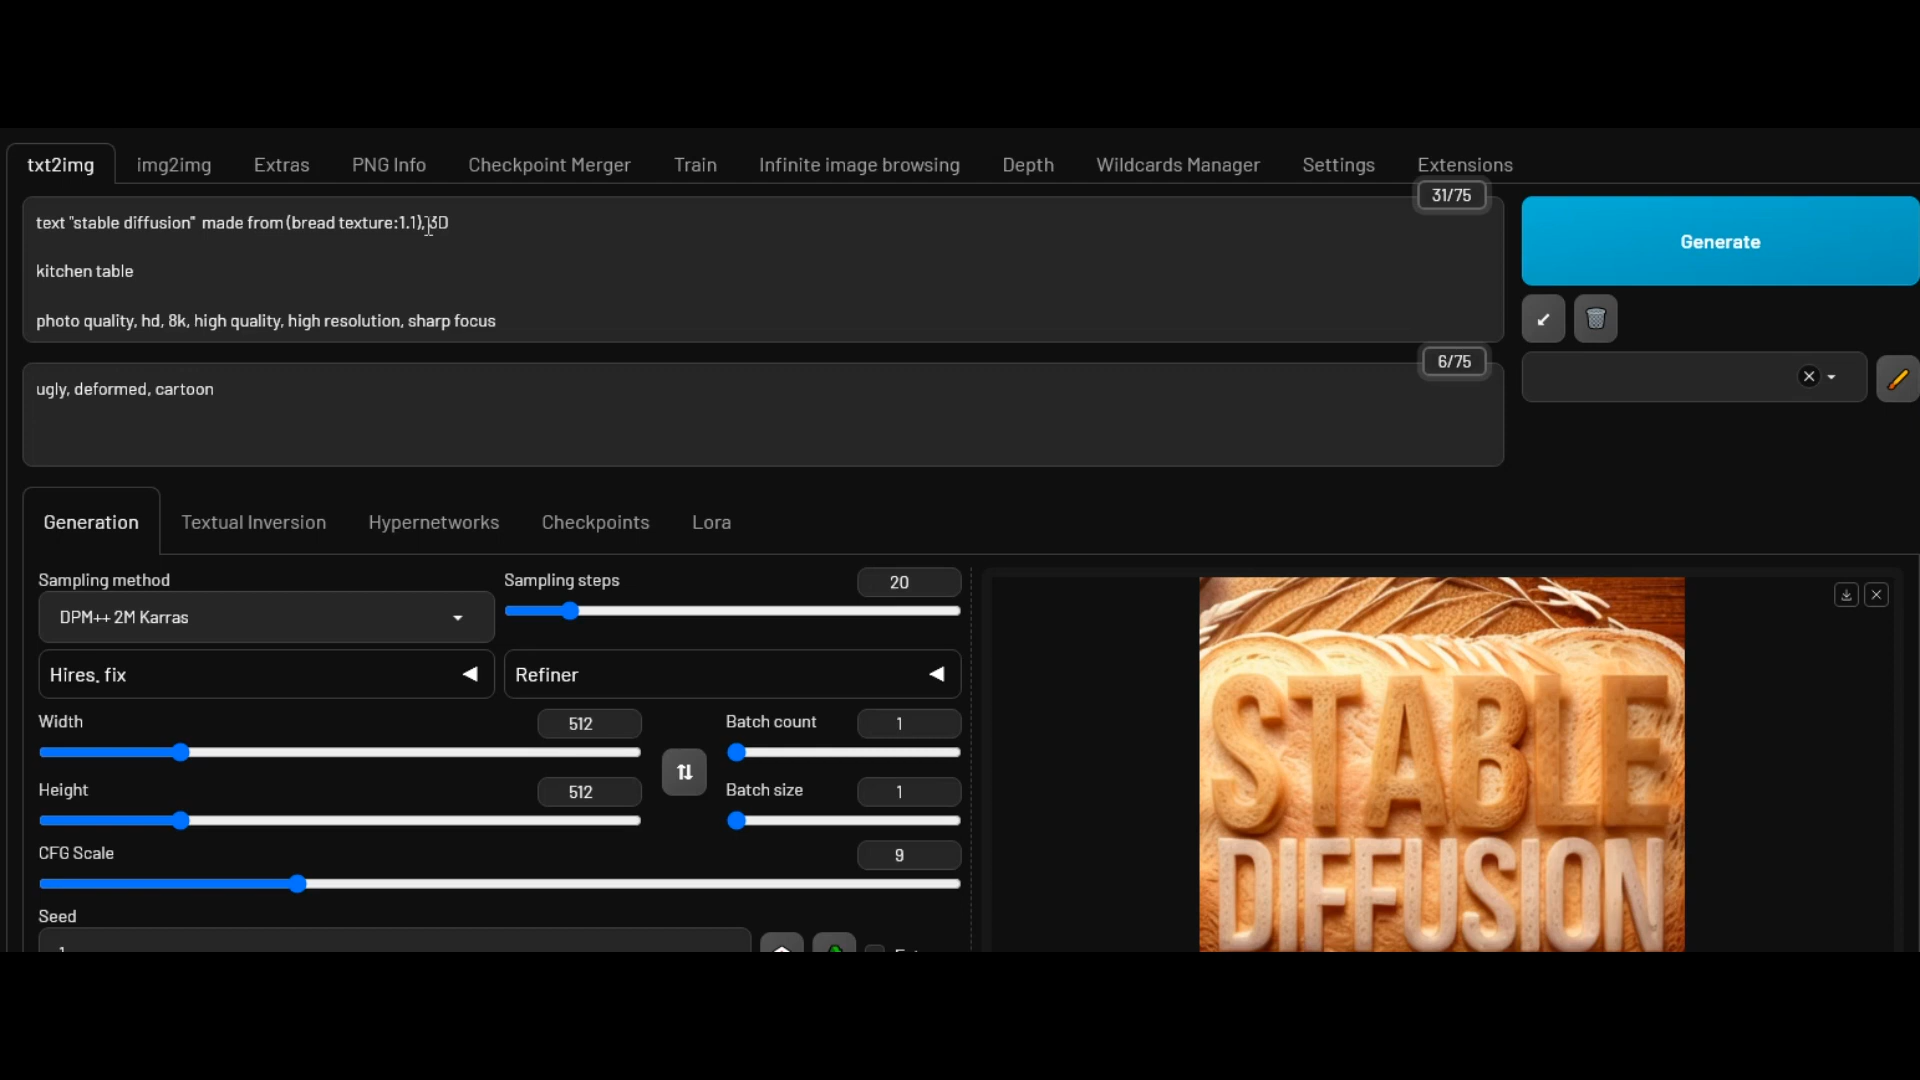 txt2img img2img Extras PNG Info Checkpoint Merger Train Infinite image browsing Depth Wildcards Manager Settings Extensions
31/75
text "stable diffusion" made from (bread texture:1.1), 3D
kitchen table
photo quality, hd, 8k, high quality, high resolution, sharp focus
Generate
6/75
ugly, deformed, cartoon
Generation Textual Inversion Hypernetworks Checkpoints Lora
Sampling method
DPM++ 2M Karras
Sampling steps 20
Hires. fix
Refiner
Width 512
Batch count 1
Height 512
Batch size 1
CFG Scale 9
Seed
STABLE
DIFFUSION